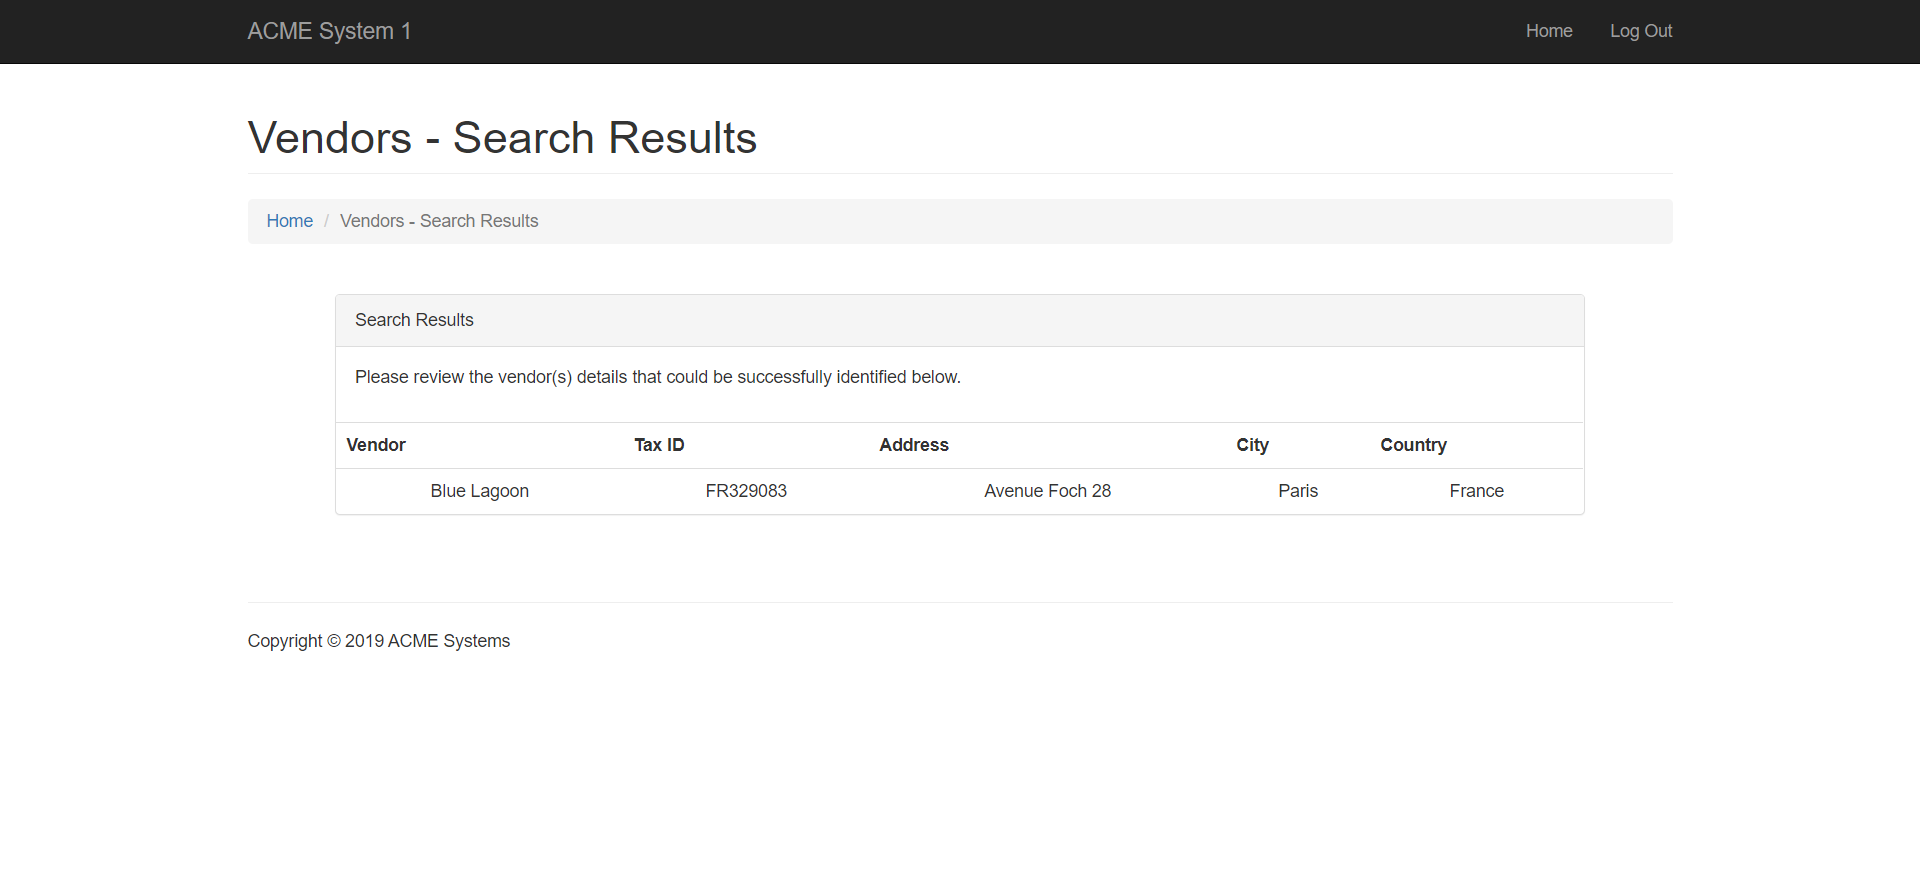 ACME System 1 Home Log Out
Vendors - Search Results
Home / Vendors - Search Results
Search Results
Please review the vendor(s) details that could be successfully identified below.
Vendor Tax ID Address City Country
Blue Lagoon FR329083 Avenue Foch 28 Paris France
Copyright © 2019 ACME Systems